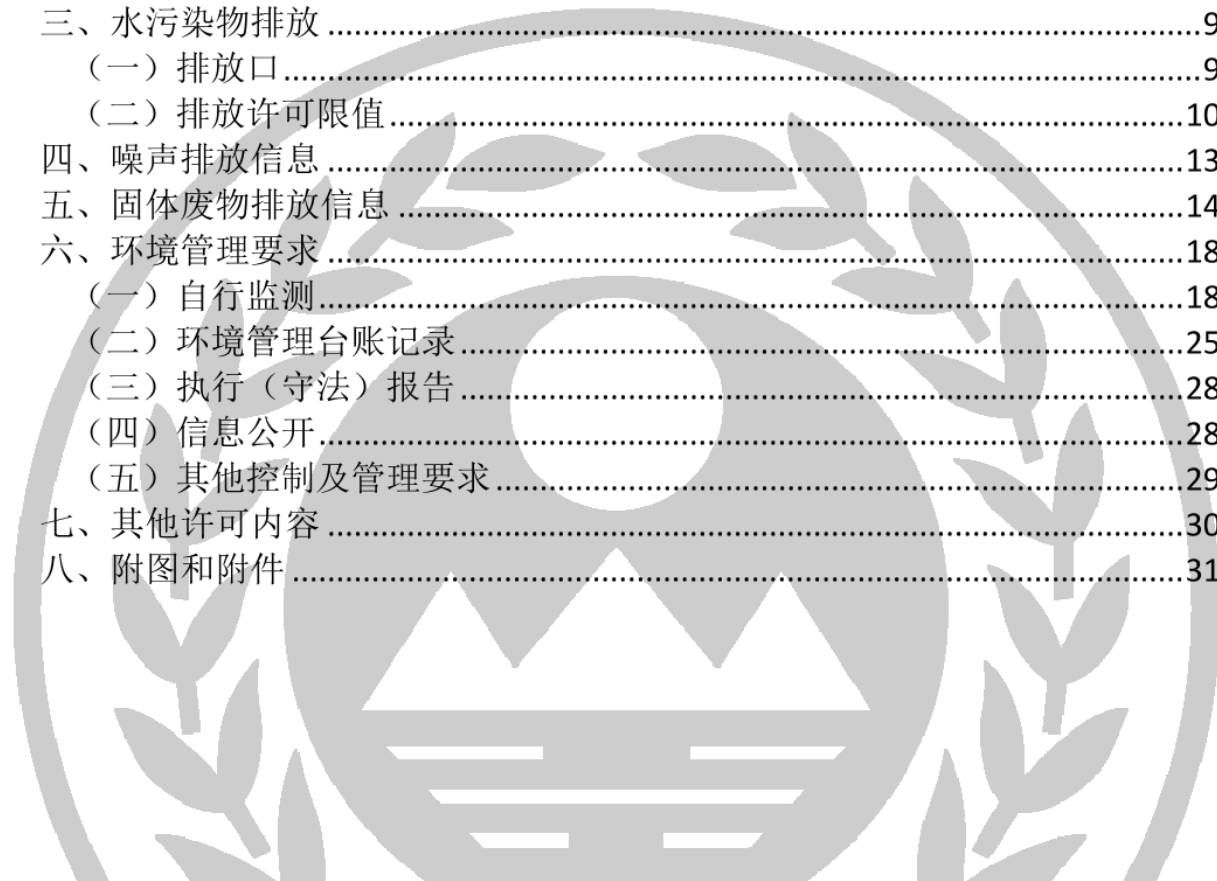 三、水污染物排放 ........ 9
（一）排放口 ........ 9
（二）排放许可限值 ........ 10
四、噪声排放信息 ........ 13
五、固体废物排放信息 ........ 14
六、环境管理要求 ........ 18
（一）自行监测 ........ 18
（二）环境管理台账记录 ........ 25
（三）执行（守法）报告 ........ 28
（四）信息公开 ........ 28
（五）其他控制及管理要求 ........ 29
七、其他许可内容 ........ 30
八、附图和附件 ........ 31